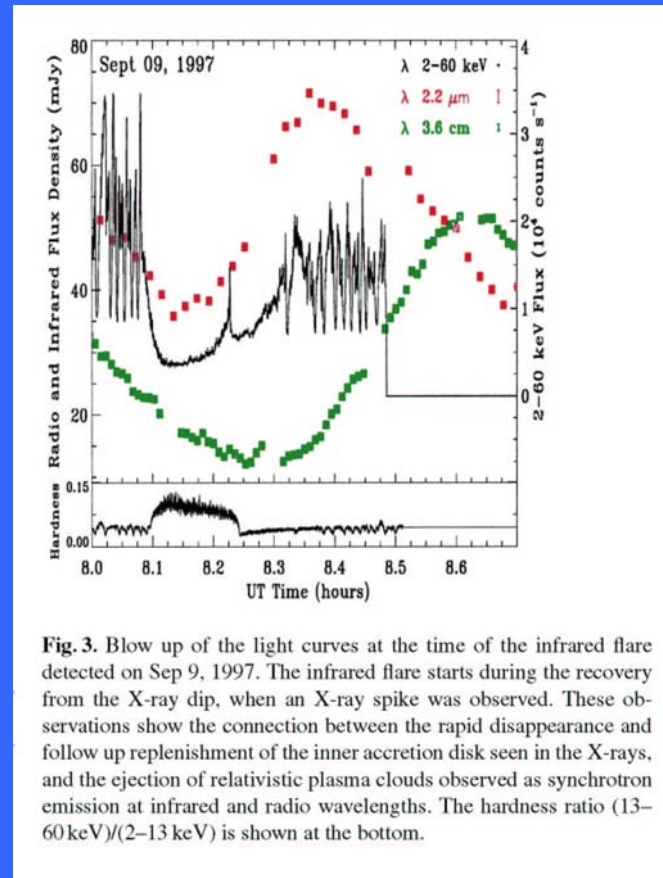 80
60
40
20
Radio and Infrared Flux Density (mJy)
Sept 09, 1997
λ 2-60 keV
λ 2.2 μm
λ 3.6 cm
4
3
2
1
0
2-60 keV Flux (10⁴ counts s⁻¹)
Hardness
0.15
0.00
8.0 8.1 8.2 8.3 8.4 8.5 8.6
UT Time (hours)
Fig. 3. Blow up of the light curves at the time of the infrared flare
detected on Sep 9, 1997. The infrared flare starts during the recovery
from the X-ray dip, when an X-ray spike was observed. These ob-
servations show the connection between the rapid disappearance and
follow up replenishment of the inner accretion disk seen in the X-rays,
and the ejection of relativistic plasma clouds observed as synchrotron
emission at infrared and radio wavelengths. The hardness ratio (13–
60 keV)/(2–13 keV) is shown at the bottom.